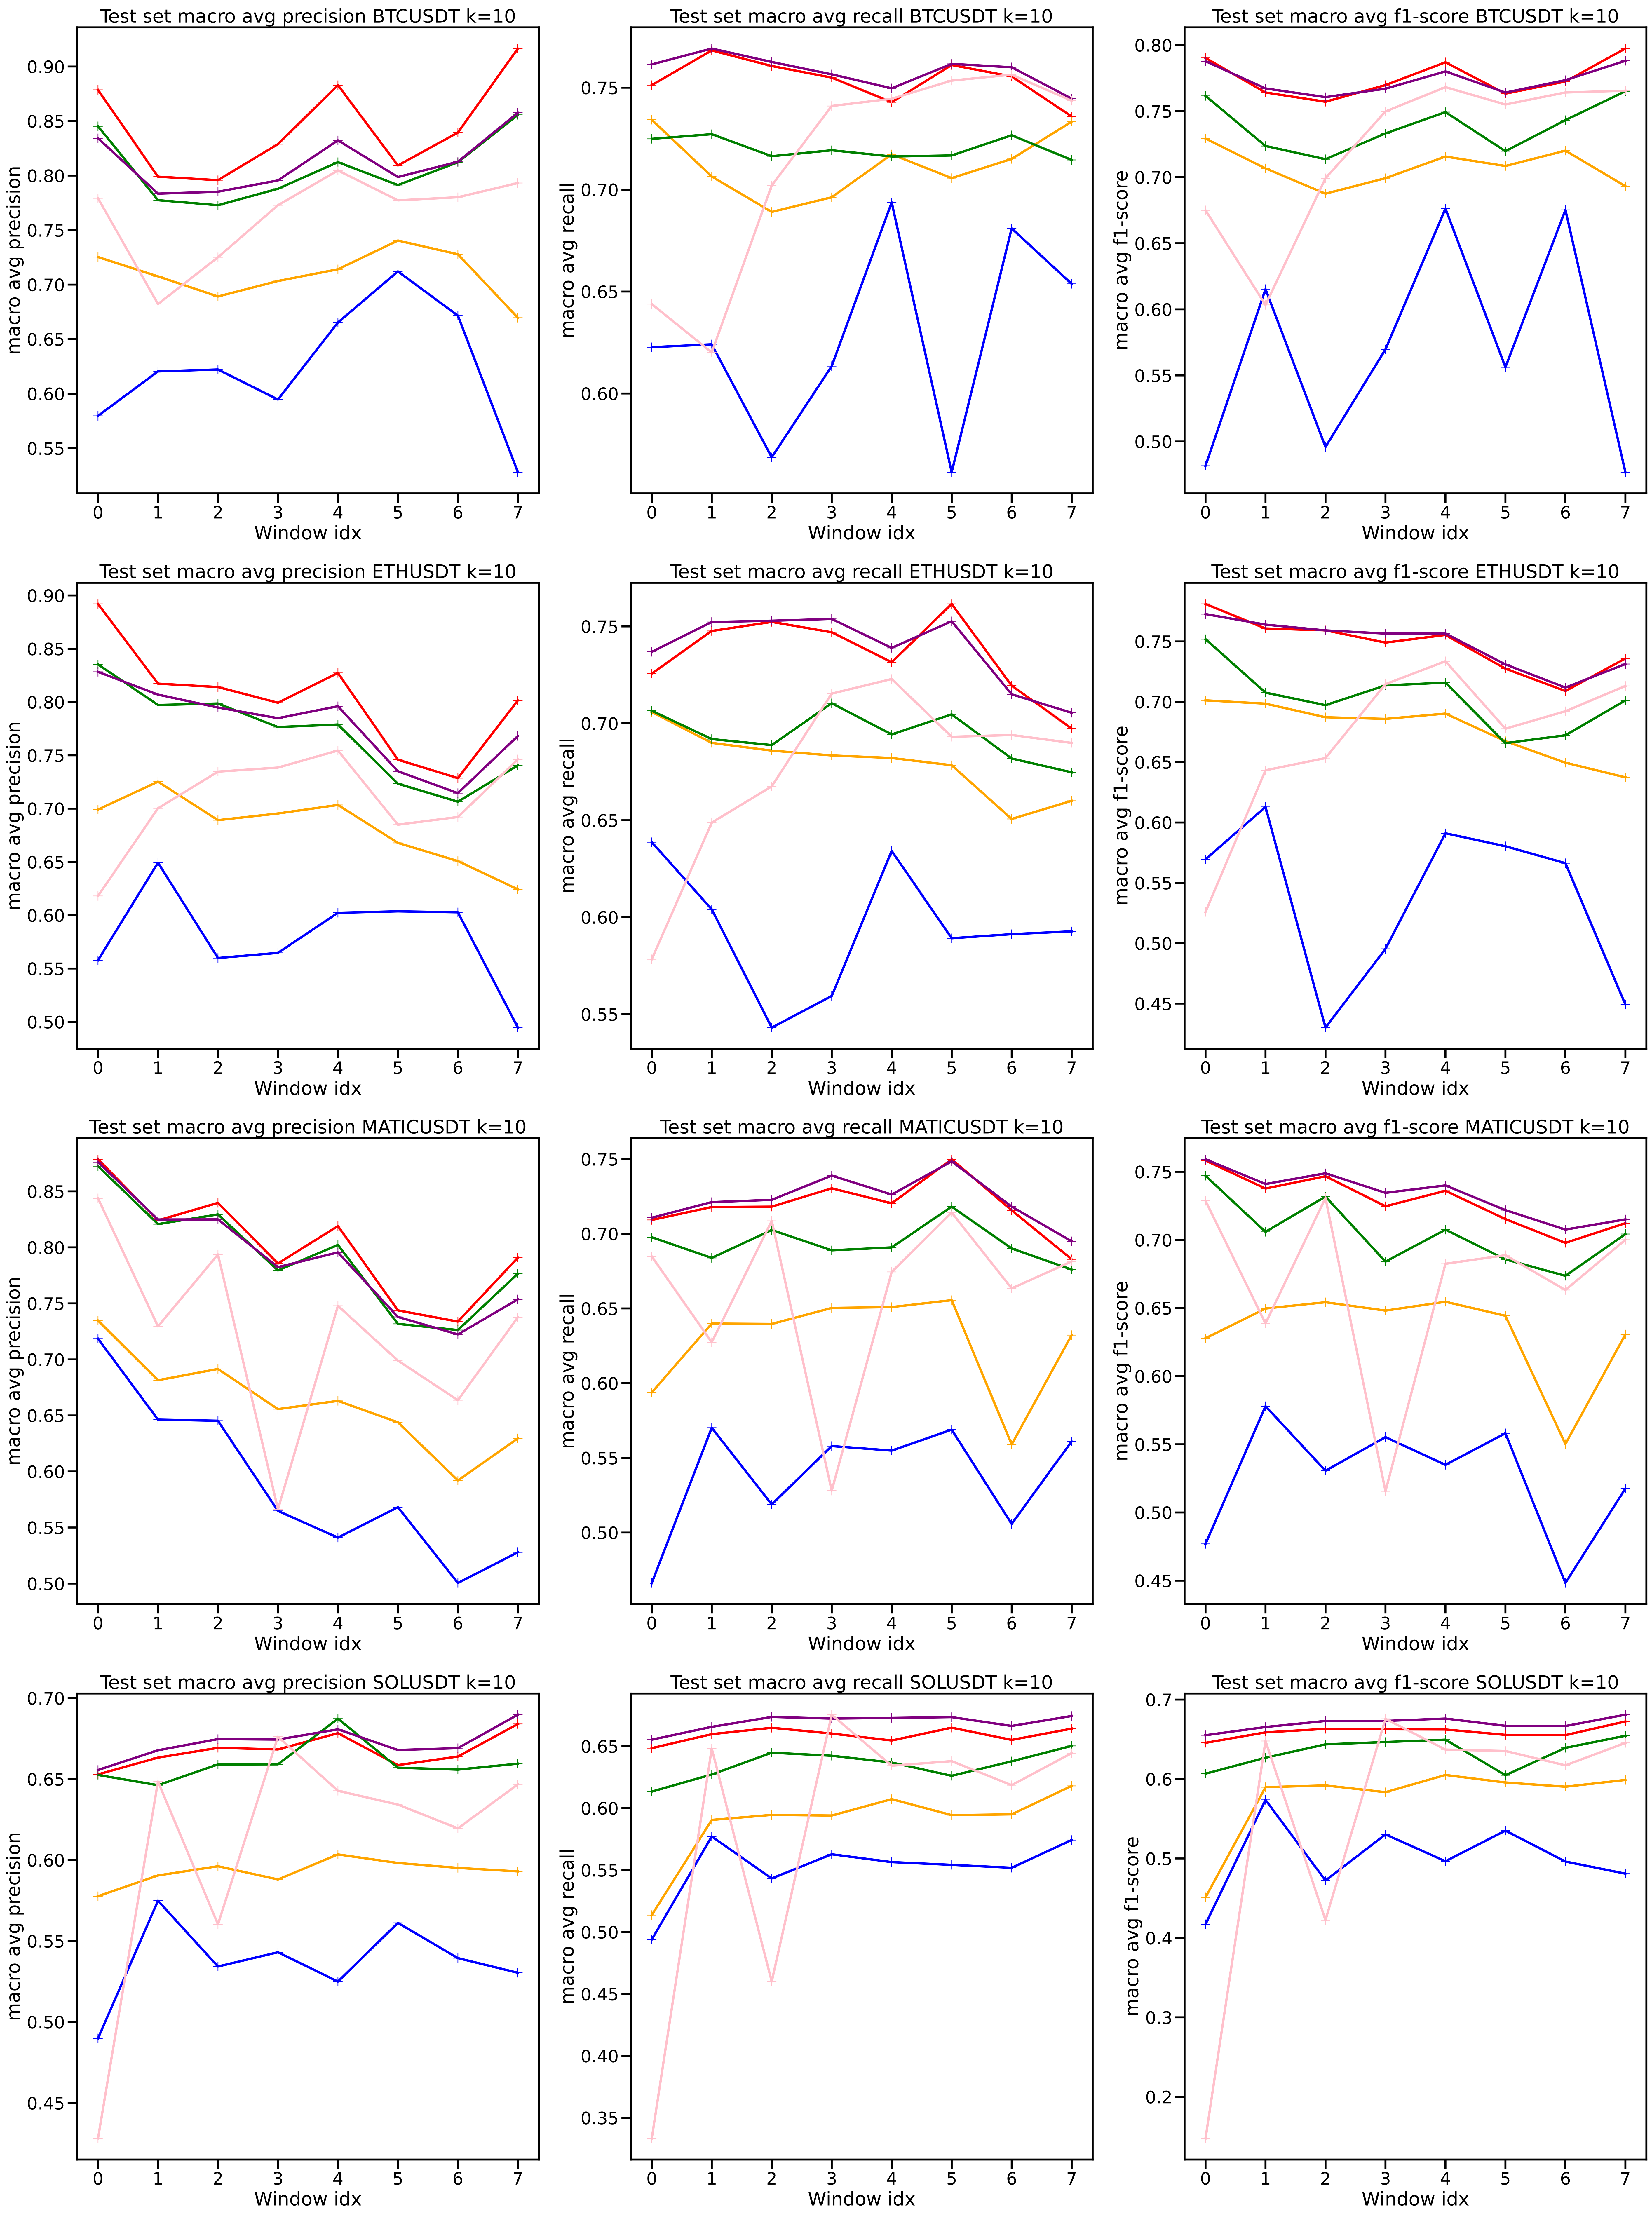 Test set macro avg precision BTCUSDT k=10
macro avg precision
0.90
0.85
0.80
0.75
0.70
0.65
0.60
0.55
0 1 2 3 4 5 6 7
Window idx
Test set macro avg recall BTCUSDT k=10
macro avg recall
0.75
0.70
0.65
0.60
0 1 2 3 4 5 6 7
Window idx
Test set macro avg f1-score BTCUSDT k=10
macro avg f1-score
0.80
0.75
0.70
0.65
0.60
0.55
0.50
0 1 2 3 4 5 6 7
Window idx
Test set macro avg precision ETHUSDT k=10
macro avg precision
0.90
0.85
0.80
0.75
0.70
0.65
0.60
0.55
0.50
0 1 2 3 4 5 6 7
Window idx
Test set macro avg recall ETHUSDT k=10
macro avg recall
0.75
0.70
0.65
0.60
0.55
0 1 2 3 4 5 6 7
Window idx
Test set macro avg f1-score ETHUSDT k=10
macro avg f1-score
0.75
0.70
0.65
0.60
0.55
0.50
0.45
0 1 2 3 4 5 6 7
Window idx
Test set macro avg precision MATICUSDT k=10
macro avg precision
0.85
0.80
0.75
0.70
0.65
0.60
0.55
0.50
0 1 2 3 4 5 6 7
Window idx
Test set macro avg recall MATICUSDT k=10
macro avg recall
0.75
0.70
0.65
0.60
0.55
0.50
0 1 2 3 4 5 6 7
Window idx
Test set macro avg f1-score MATICUSDT k=10
macro avg f1-score
0.75
0.70
0.65
0.60
0.55
0.50
0.45
0 1 2 3 4 5 6 7
Window idx
Test set macro avg precision SOLUSDT k=10
macro avg precision
0.70
0.65
0.60
0.55
0.50
0.45
0 1 2 3 4 5 6 7
Window idx
Test set macro avg recall SOLUSDT k=10
macro avg recall
0.65
0.60
0.55
0.50
0.45
0.40
0.35
0 1 2 3 4 5 6 7
Window idx
Test set macro avg f1-score SOLUSDT k=10
macro avg f1-score
0.7
0.6
0.5
0.4
0.3
0.2
0 1 2 3 4 5 6 7
Window idx